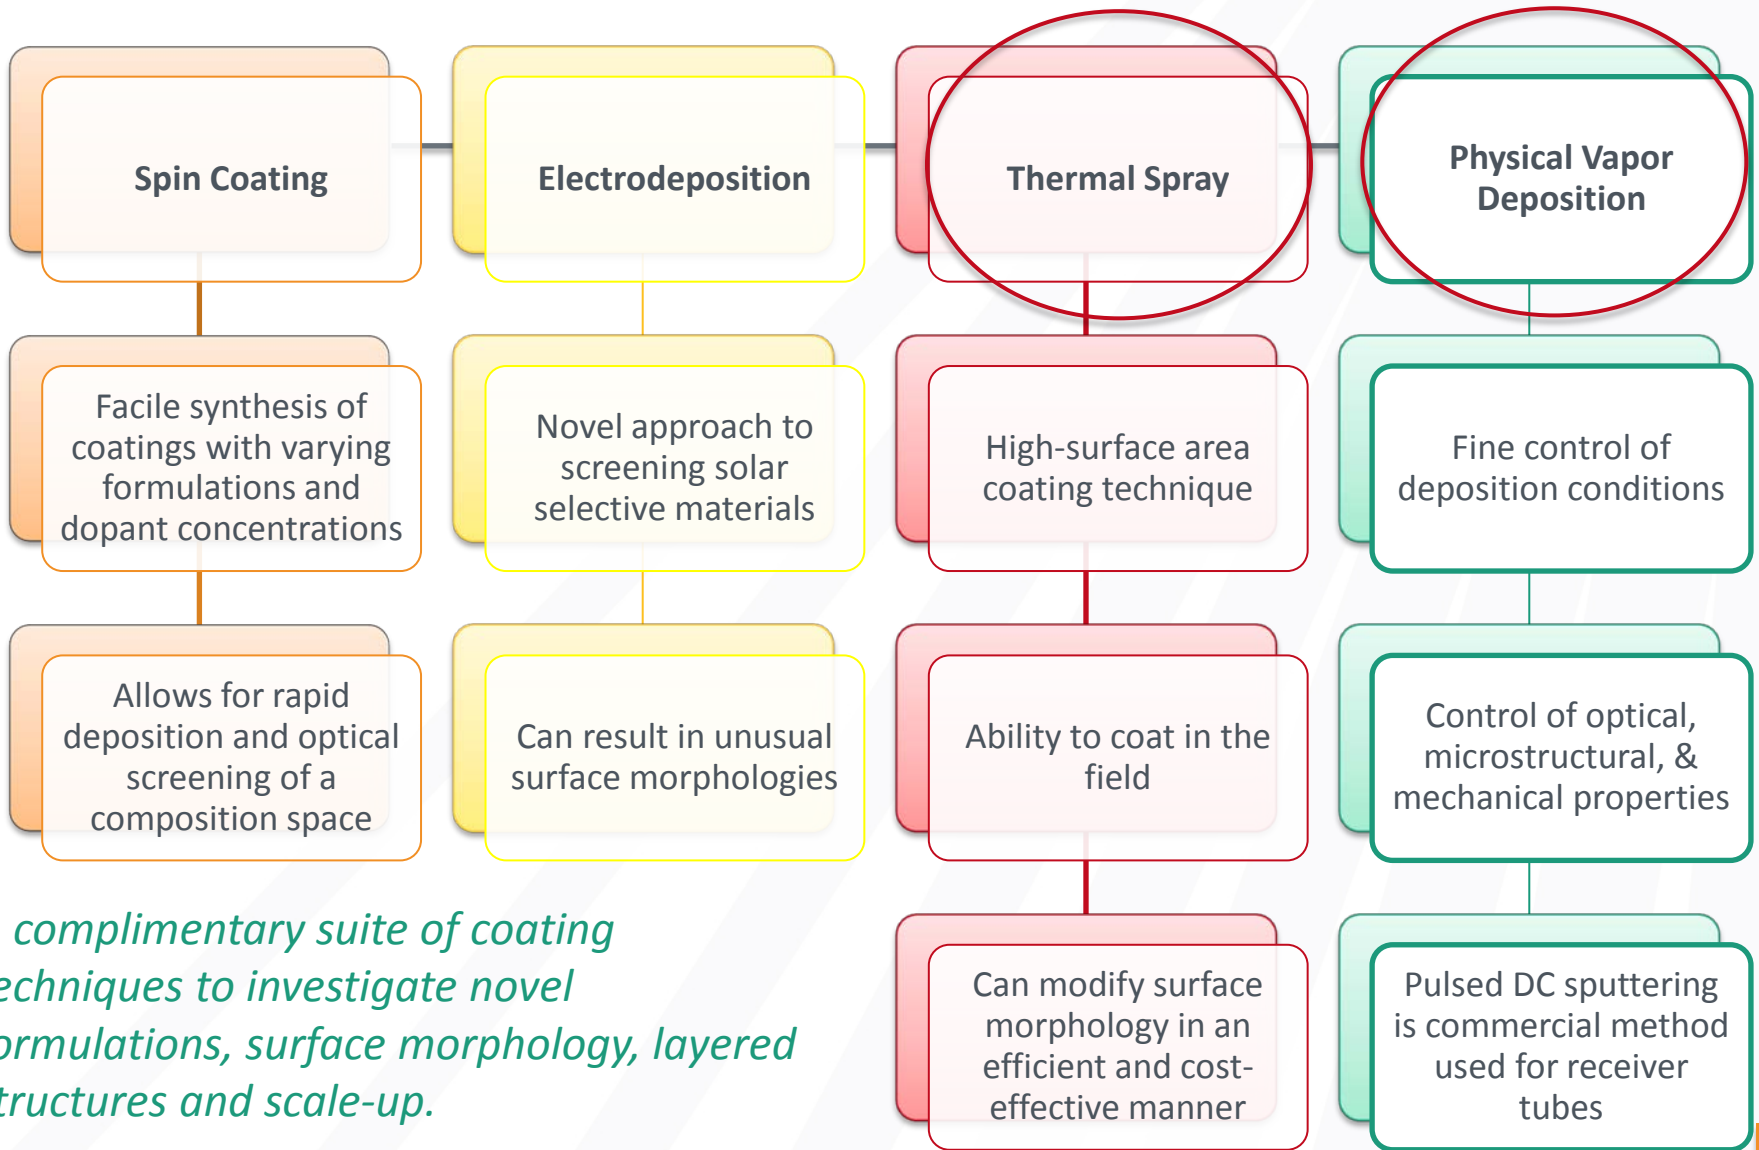 Spin Coating
Electrodeposition
Thermal Spray
Physical Vapor
Deposition
Facile synthesis of
coatings with varying
formulations and
dopant concentrations
Novel approach to
screening solar
selective materials
High-surface area
coating technique
Fine control of
deposition conditions
Allows for rapid
deposition and optical
screening of a
composition space
Can result in unusual
surface morphologies
Ability to coat in the
field
Control of optical,
microstructural, &
mechanical properties
complimentary suite of coating
echniques to investigate novel
ormulations, surface morphology, layered
tructures and scale-up.
Can modify surface
morphology in an
efficient and cost-
effective manner
Pulsed DC sputtering
is commercial method
used for receiver
tubes